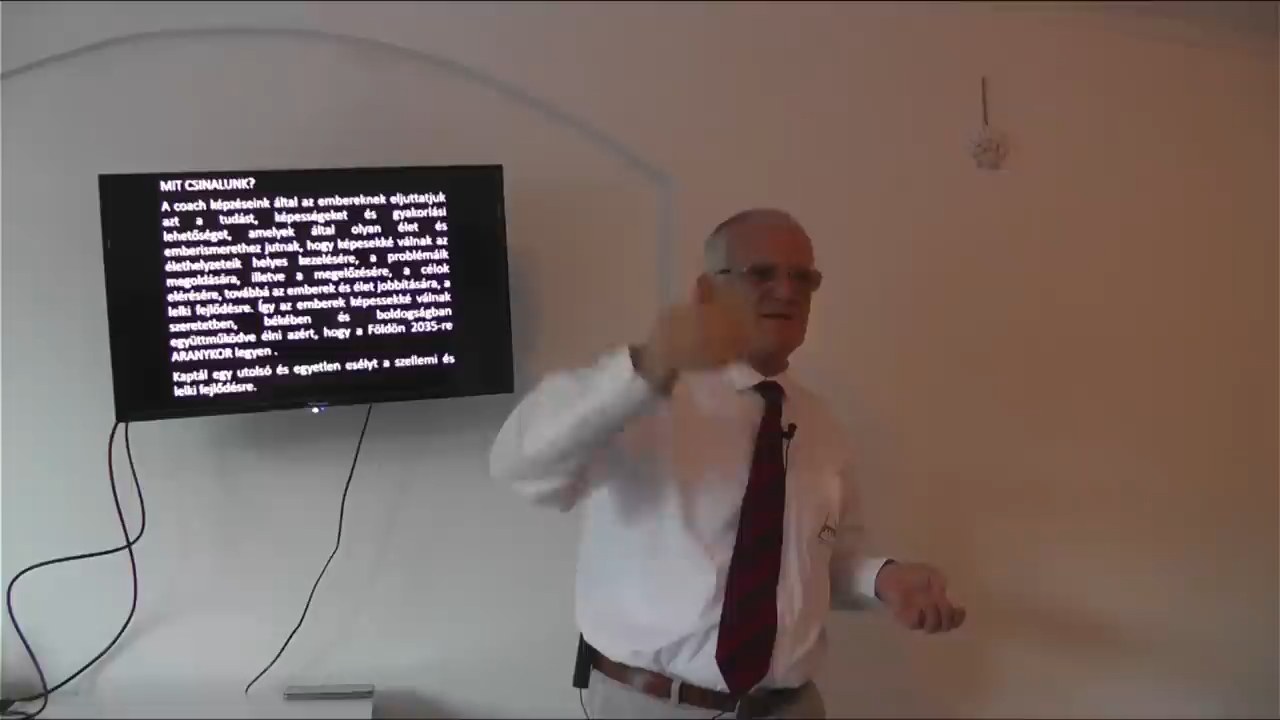 MIT CSINALUNK?
A coach képzéseink által az embereknek eljuttatjuk
azt a tudást, képességeket és gyakorlási
lehetőséget, amelyek által olyan élet és
emberismerethez jutnak, hogy képesekké válnak az
élethelyzeteik helyes kezelésére, a problémáik
megoldására, illetve a megelőzésére, a célok
elérésére, továbbá az emberek és élet jobbítására, a
lelki fejlődésre. Így az emberek képessekké válnak
szeretetben, békében és boldogságban
együttműködve élni azért, hogy a Földön 2035-re
ARANYKOR legyen .
Kaptál egy utolsó és egyetlen esélyt a szellemi és
lelki fejlődésre.